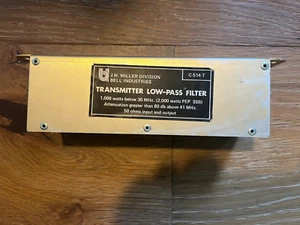 J.W. MILLER DIVISION
BELL INDUSTRIES
C-514-T
TRANSMITTER LOW-PASS FILTER
1,000 watts below 30 MHz, (2,000 watts PEP SSB)
Attenuation greater than 80 db above 41 MHz,
50 ohms input and output